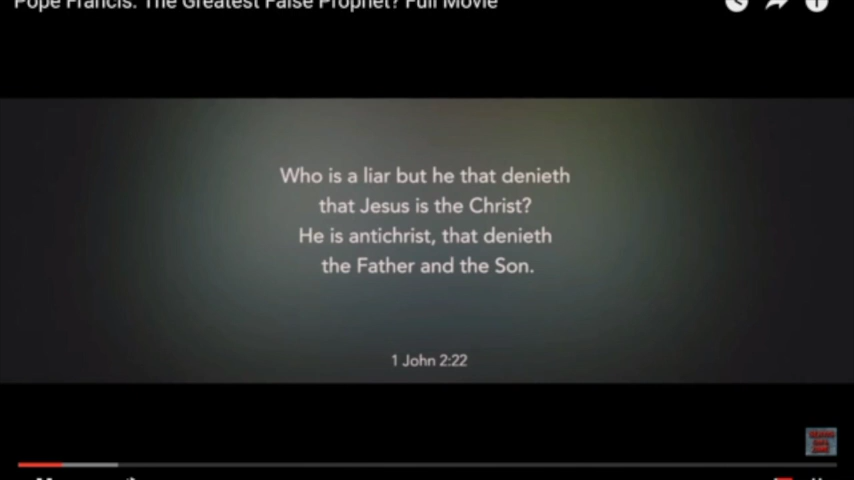 Pope Francis: The Greatest False Prophet? Full Movie
Who is a liar but he that denieth
that Jesus is the Christ?
He is antichrist, that denieth
the Father and the Son.
1 John 2:22